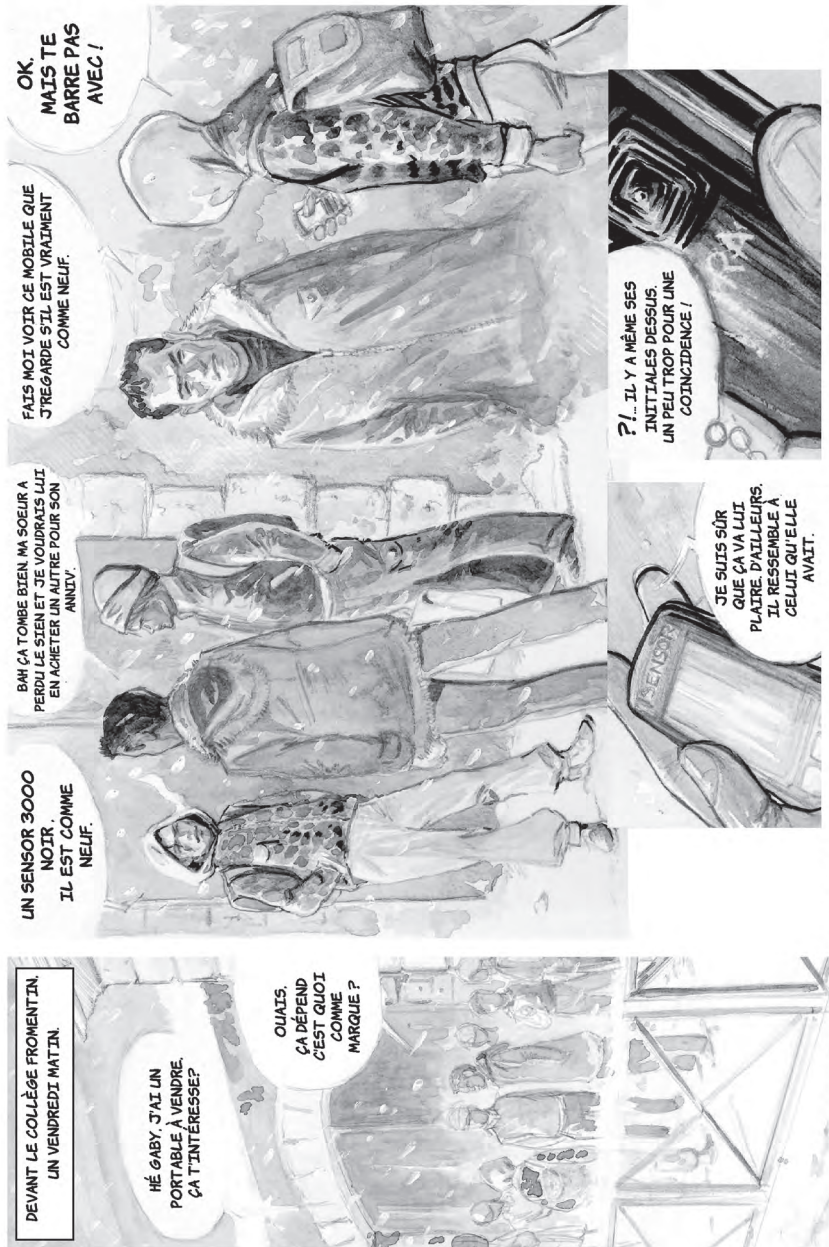 DEVANT LE COLLÈGE FROMENTIN.
UN VENDREDI MATIN.
HÉ GABY, J'AI UN
PORTABLE À VENDRE,
ÇA T'INTÉRESSE?
OUAIS,
ÇA DÉPEND
C'EST QUOI
COMME
MARQUE ?
UN SENSOR 3000
NOIR,
IL EST COMME
NEUF.
BAH ÇA TOMBE BIEN. MA SOEUR A
PERDU LE SIEN ET JE VOUDRAIS LUI
EN ACHETER UN AUTRE POUR SON
ANNIV'.
FAIS MOI VOIR CE MOBILE QUE
J'REGARDE S'IL EST VRAIMENT
COMME NEUF.
OK,
MAIS TE
BARRE PAS
AVEC !
SENSOR
JE SUIS SÛR
QUE ÇA VA LUI
PLAIRE. D'AILLEURS,
IL RESSEMBLE À
CELUI QU'ELLE
AVAIT.
?!... IL Y A MÊME SES
INITIALES DESSUS.
UN PEU TROP POUR UNE
COINCIDENCE !